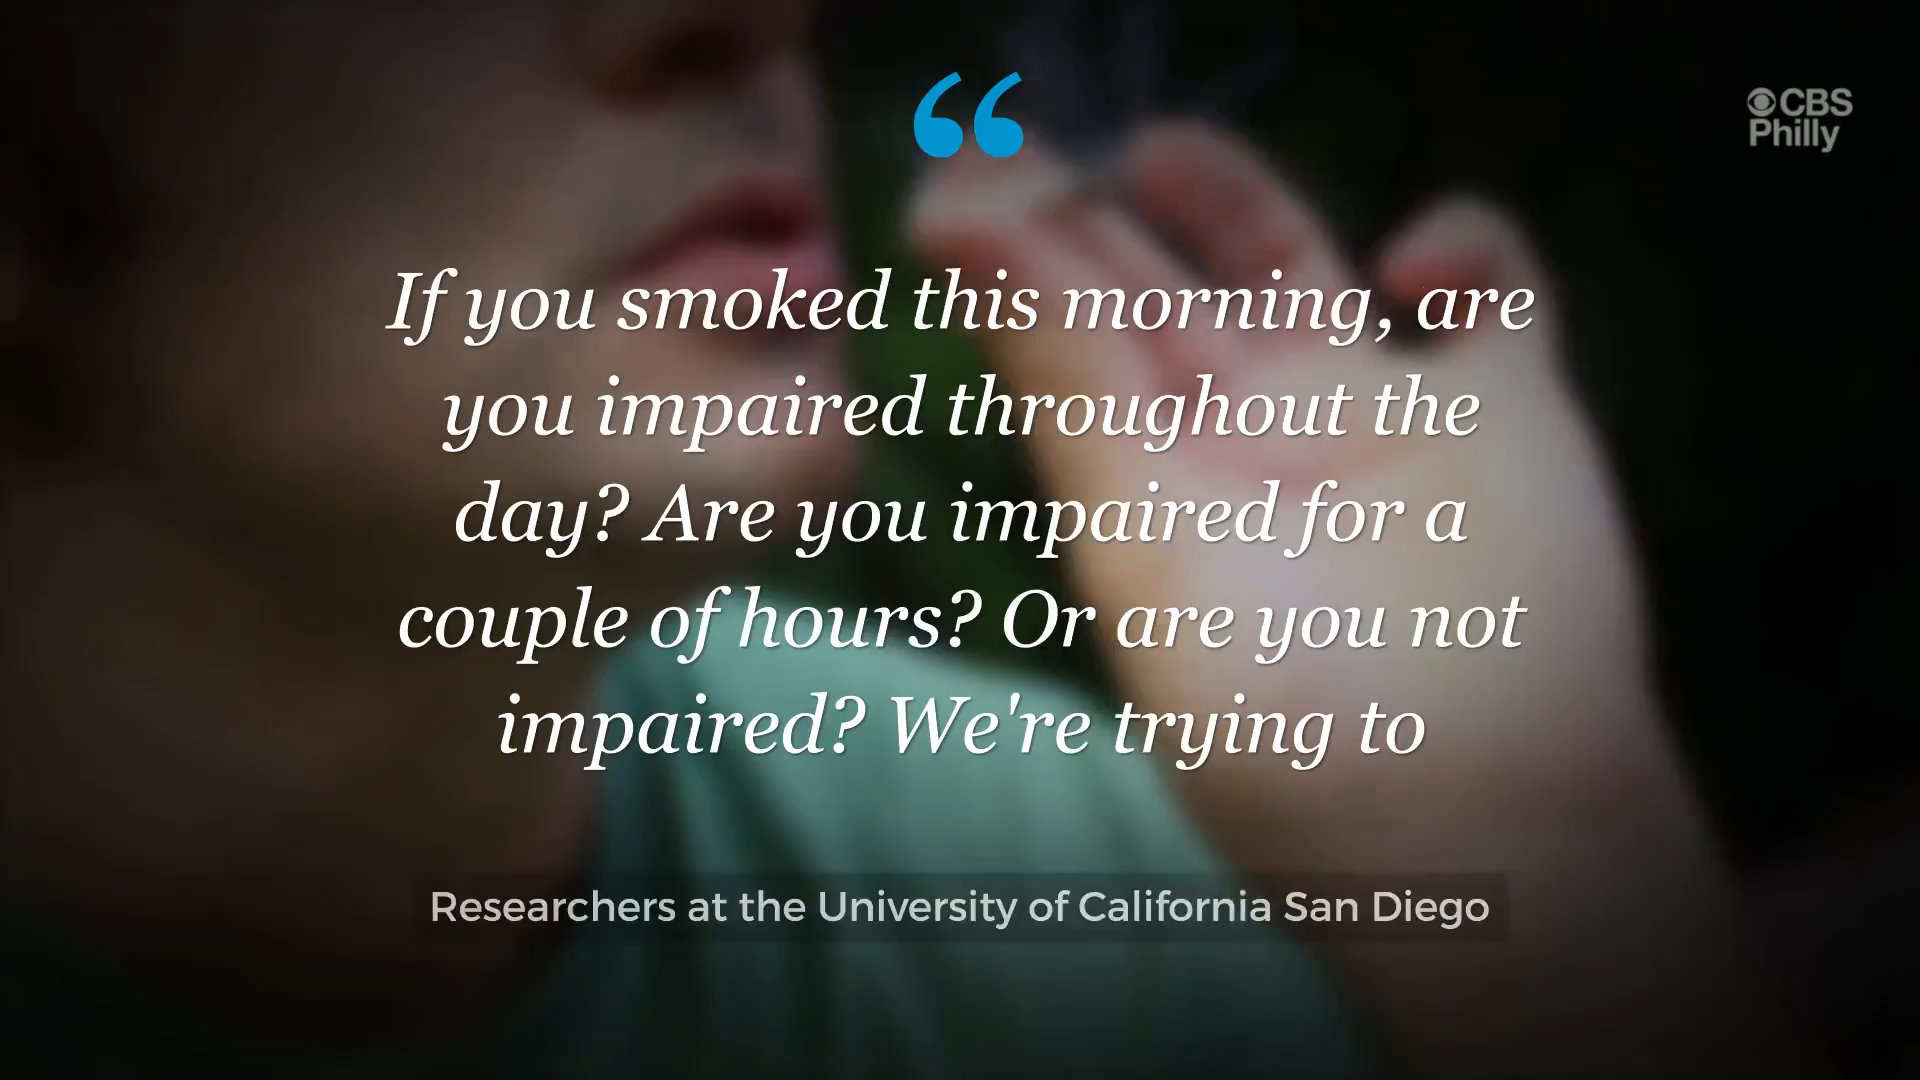 “
CBS
Philly
If you smoked this morning, are
you impaired throughout the
day? Are you impaired for a
couple of hours? Or are you not
impaired? We're trying to
Researchers at the University of California San Diego